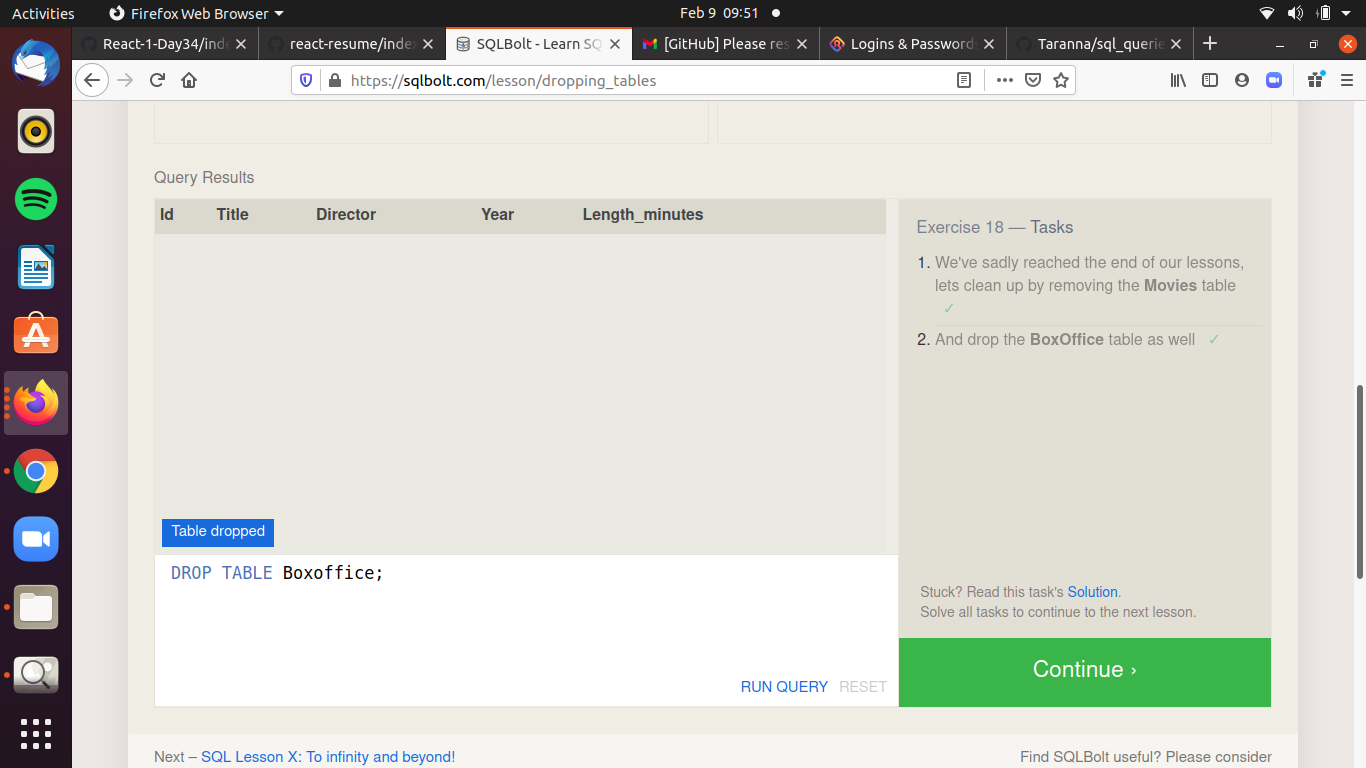 Activities
Firefox Web Browser
Feb 9 09:51
React-1-Day34/ind
react-resume/inde
SQLBolt - Learn SQ
[GitHub] Please res
Logins & Password
Taranna/sql_querie
https://sqlbolt.com/lesson/dropping_tables
Query Results
Id Title Director Year Length_minutes
Exercise 18 — Tasks
1. We've sadly reached the end of our lessons,
lets clean up by removing the Movies table
✓
2. And drop the BoxOffice table as well ✓
Table dropped
DROP TABLE Boxoffice;
Stuck? Read this task's Solution.
Solve all tasks to continue to the next lesson.
RUN QUERY RESET
Continue ›
Next – SQL Lesson X: To infinity and beyond!
Find SQLBolt useful? Please consider